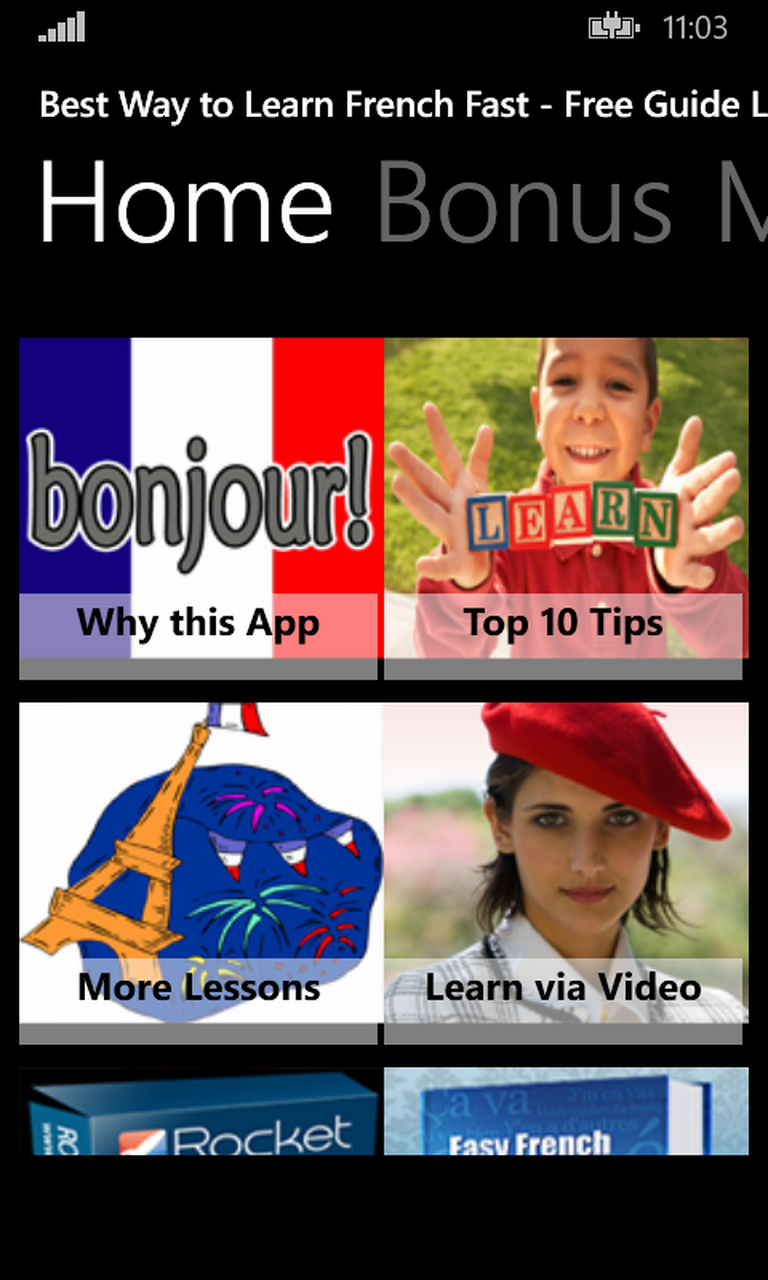 11:03
Best Way to Learn French Fast - Free Guide L
Home Bonus M
bonjour!
Why this App
LEARN
Top 10 Tips
More Lessons
Learn via Video
Rocket
Ça va
Easy French